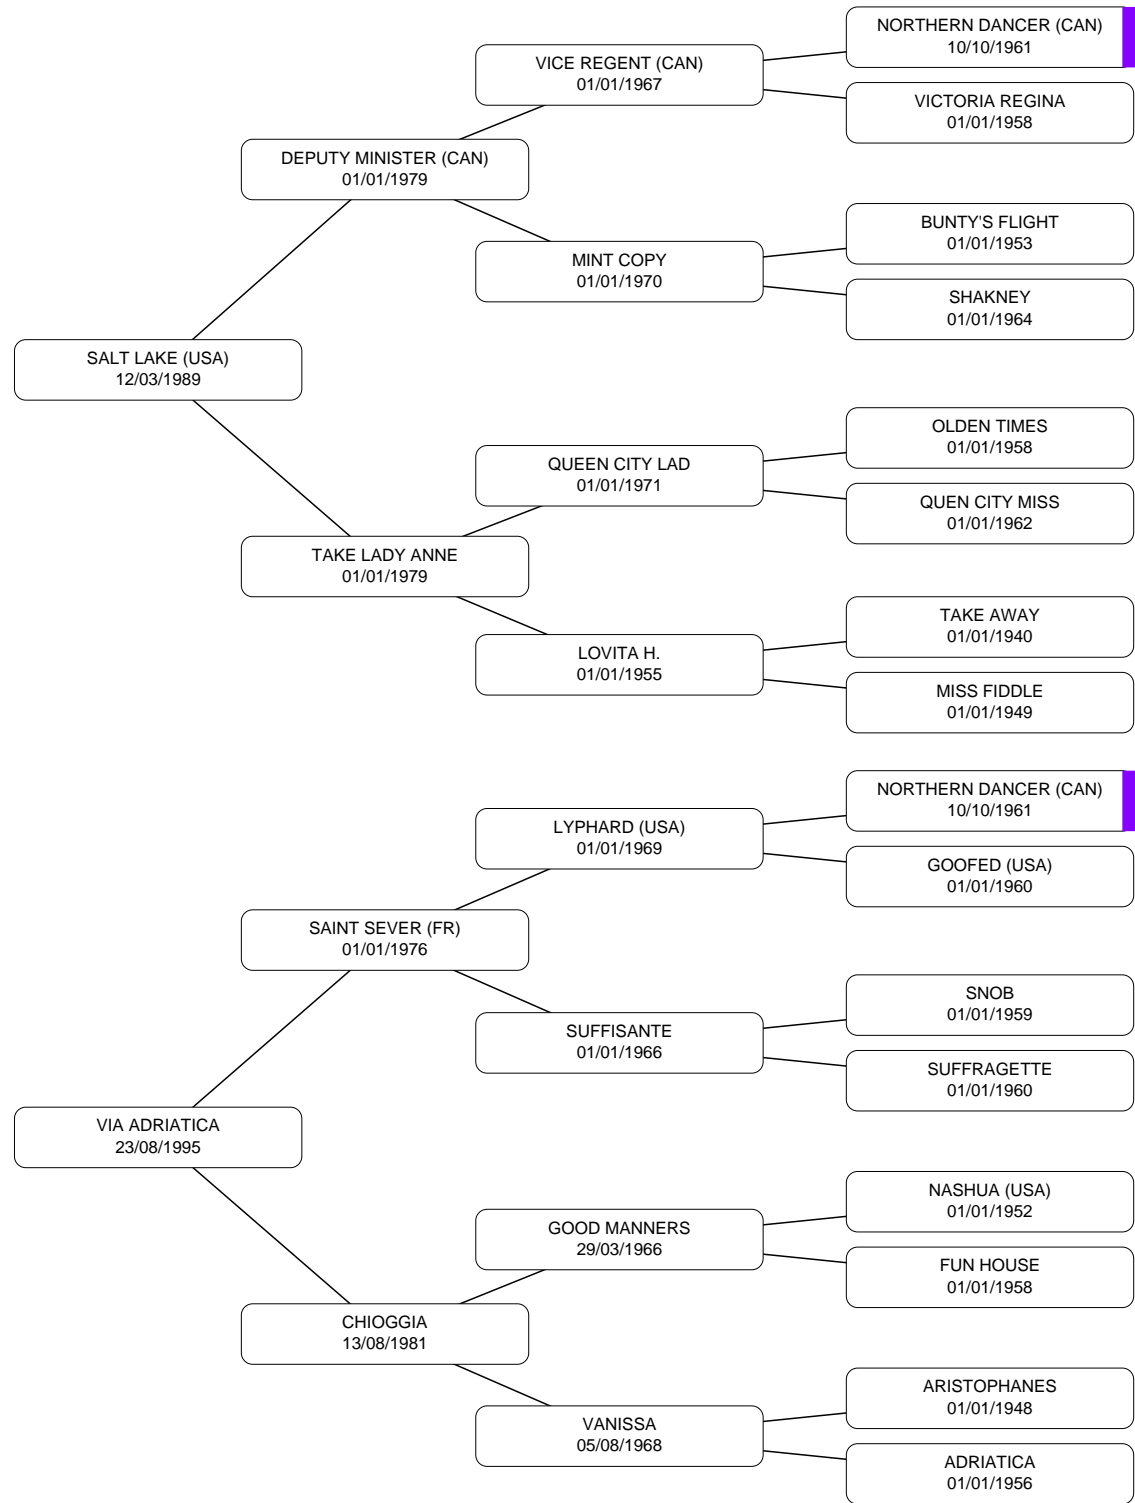 NORTHERN DANCER (CAN)
10/10/1961
VICE REGENT (CAN)
01/01/1967
VICTORIA REGINA
01/01/1958
DEPUTY MINISTER (CAN)
01/01/1979
BUNTY'S FLIGHT
01/01/1953
MINT COPY
01/01/1970
SHAKNEY
01/01/1964
SALT LAKE (USA)
12/03/1989
OLDEN TIMES
01/01/1958
QUEEN CITY LAD
01/01/1971
QUEN CITY MISS
01/01/1962
TAKE LADY ANNE
01/01/1979
TAKE AWAY
01/01/1940
LOVITA H.
01/01/1955
MISS FIDDLE
01/01/1949
NORTHERN DANCER (CAN)
10/10/1961
LYPHARD (USA)
01/01/1969
GOOFED (USA)
01/01/1960
SAINT SEVER (FR)
01/01/1976
SNOB
01/01/1959
SUFFISANTE
01/01/1966
SUFFRAGETTE
01/01/1960
VIA ADRIATICA
23/08/1995
NASHUA (USA)
01/01/1952
GOOD MANNERS
29/03/1966
FUN HOUSE
01/01/1958
CHIOGGIA
13/08/1981
ARISTOPHANES
01/01/1948
VANISSA
05/08/1968
ADRIATICA
01/01/1956